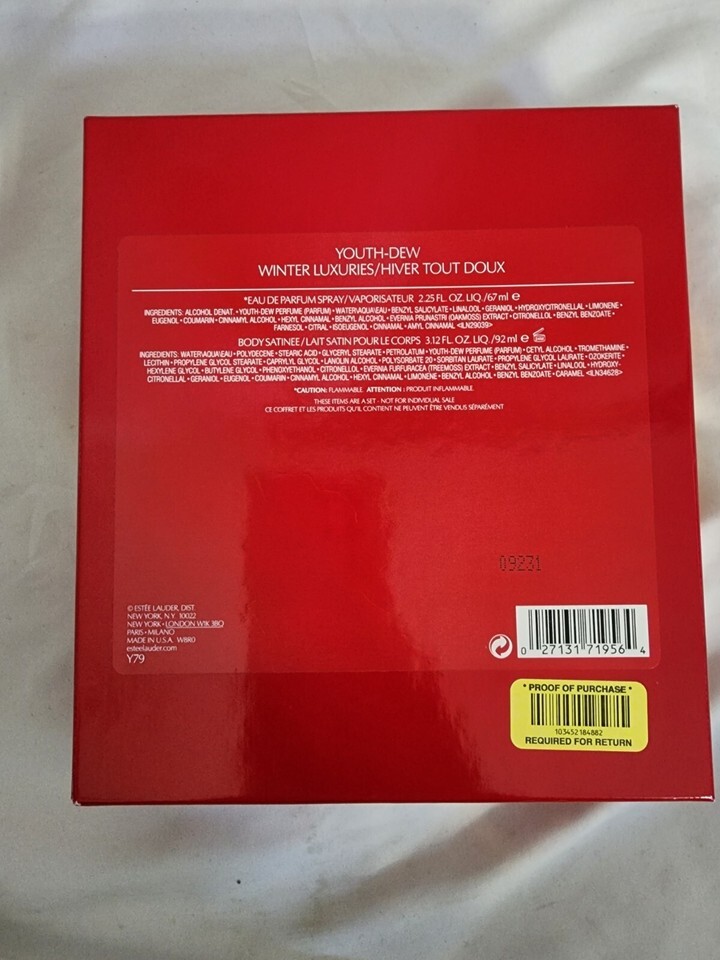 YOUTH-DEW
WINTER LUXURIES/HIVER TOUT DOUX
*EAU DE PARFUM SPRAY/VAPORISATEUR 2.25 FL. OZ. LIQ./67 ml e
INGREDIENTS: ALCOHOL DENAT. • YOUTH-DEW PERFUME (PARFUM) • WATER\AQUA\EAU • BENZYL SALICYLATE • LINALOOL • GERANIOL • HYDROXYCITRONELLAL • LIMONENE •
EUGENOL • COUMARIN • CINNAMYL ALCOHOL • HEXYL CINNAMAL • BENZYL ALCOHOL • EVERNIA PRUNASTRI (OAKMOSS) EXTRACT • CITRONELLOL • BENZYL BENZOATE •
FARNESOL • CITRAL • ISOEUGENOL • CINNAMAL • AMYL CINNAMAL <ILN29039>
BODY SATINEE/LAIT SATIN POUR LE CORPS 3.12 FL. OZ. LIQ./92 ml e
INGREDIENTS: WATER\AQUA\EAU • POLYDECENE • STEARIC ACID • GLYCERYL STEARATE • PETROLATUM • YOUTH-DEW PERFUME (PARFUM) • CETYL ALCOHOL • TROMETHAMINE •
LECITHIN • PROPYLENE GLYCOL STEARATE • CAPRYLYL GLYCOL • LANOLIN ALCOHOL • POLYSORBATE 20 • SORBITAN LAURATE • PROPYLENE GLYCOL LAURATE • OZOKERITE •
HEXYLENE GLYCOL • BUTYLENE GLYCOL • PHENOXYETHANOL • CITRONELLOL • EVERNIA FURFURACEA (TREEMOSS) EXTRACT • BENZYL SALICYLATE • LINALOOL • HYDROXY-
CITRONELLAL • GERANIOL • EUGENOL • COUMARIN • CINNAMYL ALCOHOL • HEXYL CINNAMAL • LIMONENE • BENZYL ALCOHOL • BENZYL BENZOATE • CARAMEL <ILN34628>
*CAUTION: FLAMMABLE. ATTENTION : PRODUIT INFLAMMABLE.
THESE ITEMS ARE A SET - NOT FOR INDIVIDUAL SALE
CE COFFRET ET LES PRODUITS QU'IL CONTIENT NE PEUVENT ÊTRE VENDUS SÉPARÉMENT
09231
© ESTÉE LAUDER, DIST.
NEW YORK, N.Y. 10022
NEW YORK • LONDON W1K 3BQ
PARIS • MILANO
MADE IN U.S.A. W8R0
esteelauder.com
Y79
0 27131 71956 4
* PROOF OF PURCHASE *
103452184882
REQUIRED FOR RETURN